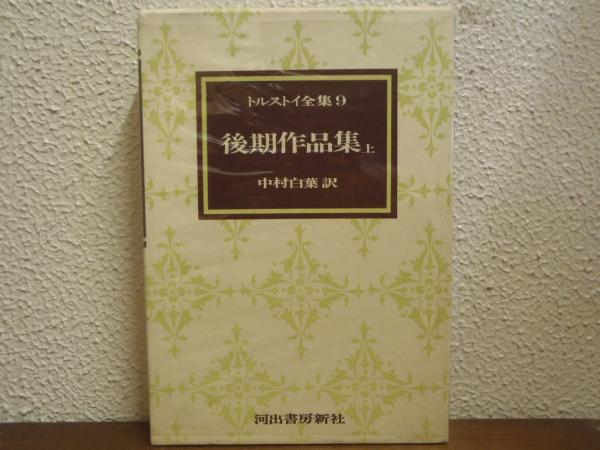 トルストイ全集9
後期作品集上
中村白葉訳
河出書房新社